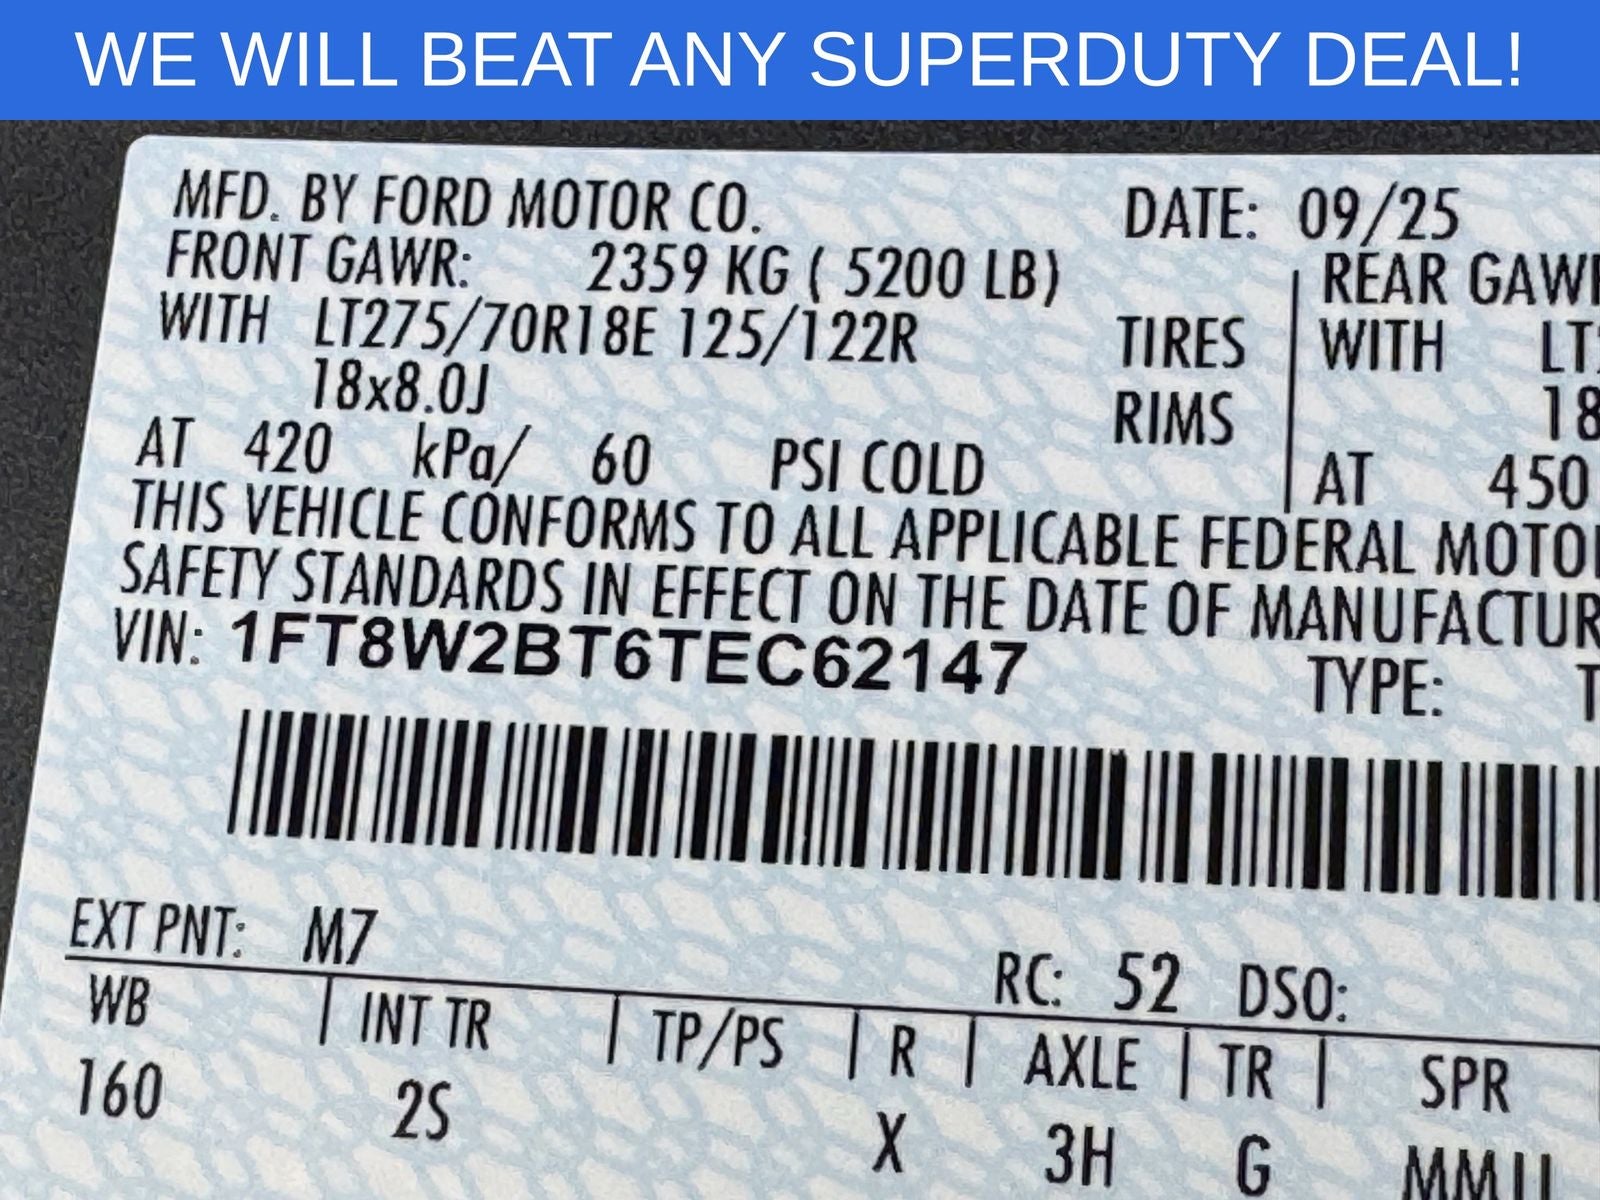 WE WILL BEAT ANY SUPERDUTY DEAL!
MFD. BY FORD MOTOR CO. DATE: 09/25
FRONT GAWR: 2359 KG ( 5200 LB) REAR
WITH LT275/70R18E 125/122R TIRES WITH
18x8.0J RIMS 18
AT 420 kPa/ 60 PSI COLD AT 450
THIS VEHICLE CONFORMS TO ALL APPLICABLE FEDERAL
SAFETY STANDARDS IN EFFECT ON THE DATE OF
VIN: 1FT8W2BT6TEC62147 TYPE:
EXT PNT: M7 RC: 52 DSO:
WB INT TR TP/PS R AXLE TR SPR
160 2S X 3H G